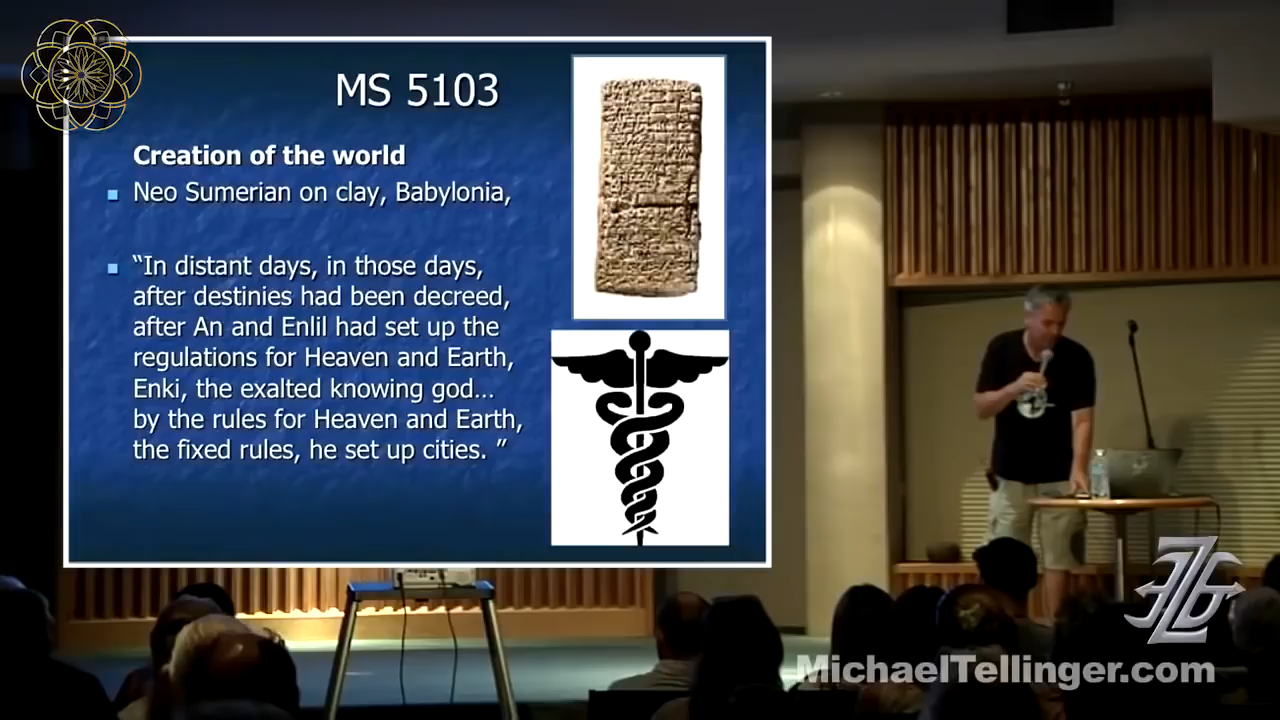 MS 5103
Creation of the world
Neo Sumerian on clay, Babylonia,
“In distant days, in those days,
after destinies had been decreed,
after An and Enlil had set up the
regulations for Heaven and Earth,
Enki, the exalted knowing god...
by the rules for Heaven and Earth,
the fixed rules, he set up cities. ”
MichaelTellinger.com